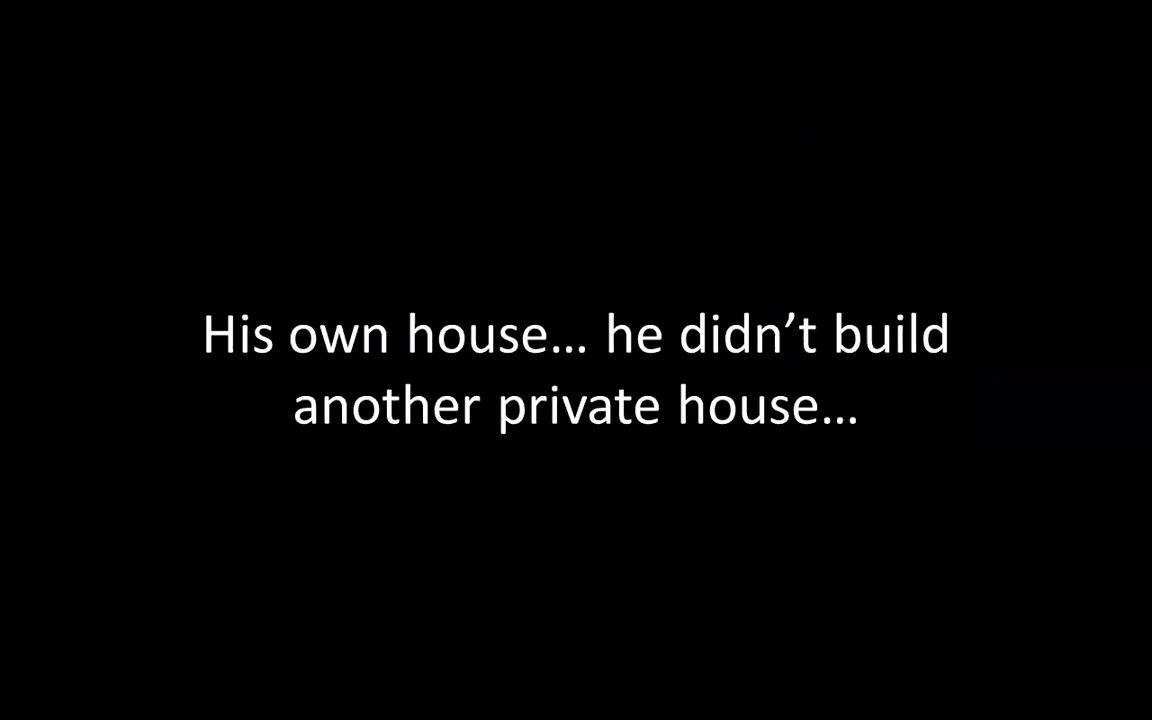 His own house… he didn’t build
another private house…